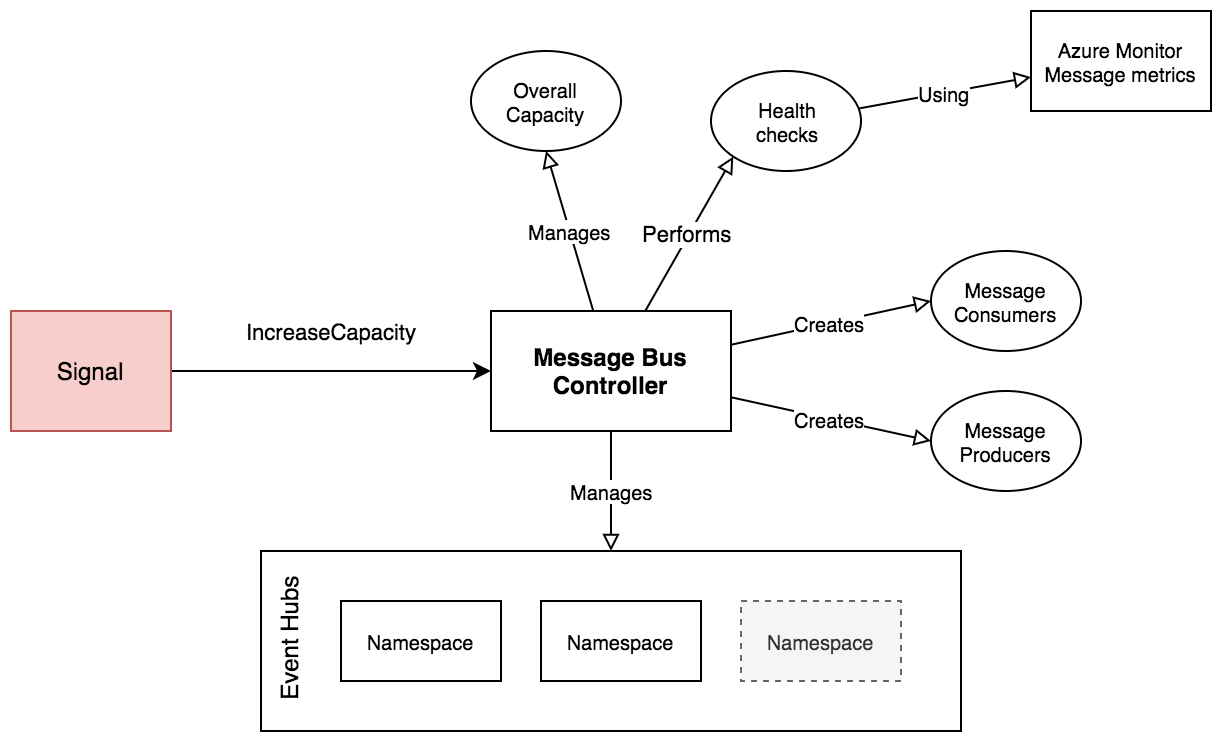 Azure Monitor
Message metrics
Overall
Capacity
Health
checks
Using
Manages
Performs
Message
Consumers
Creates
IncreaseCapacity
Signal
Message Bus
Controller
Creates
Message
Producers
Manages
Event Hubs
Namespace
Namespace
Namespace